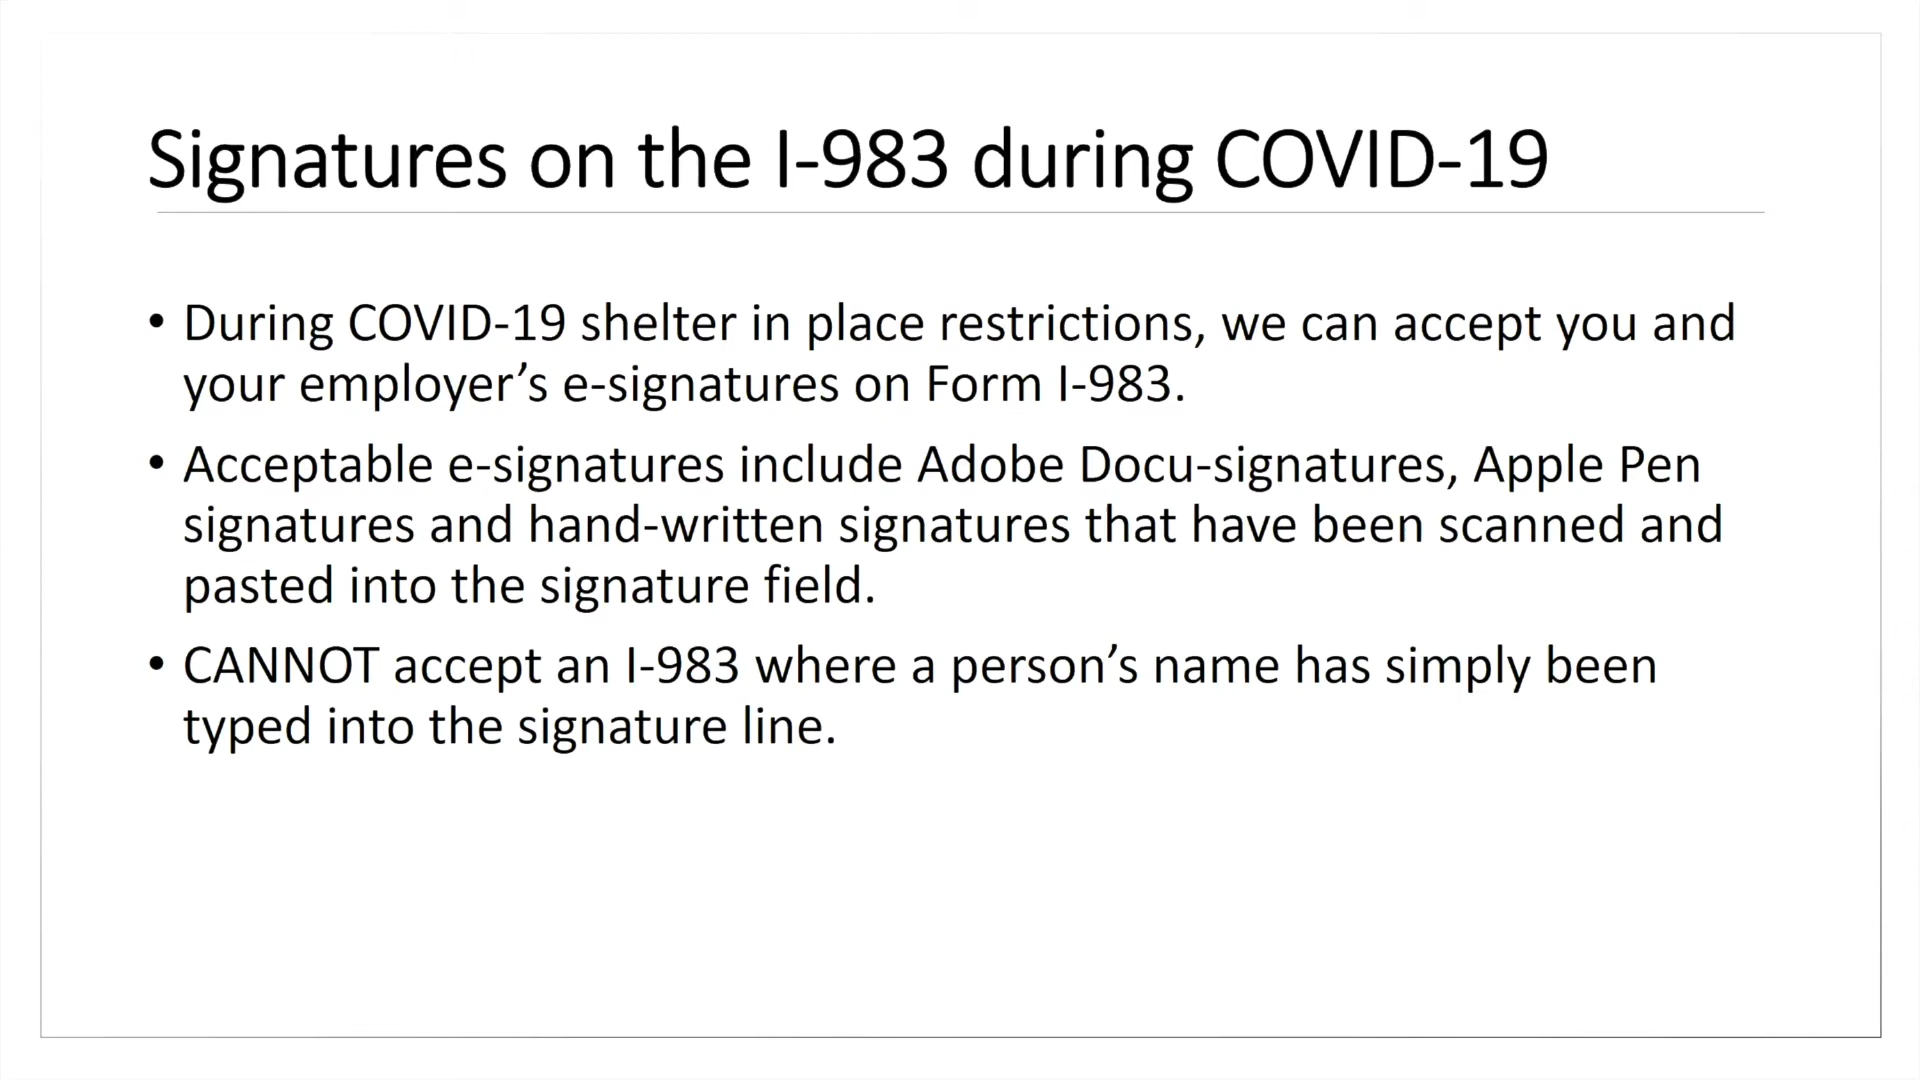 Signatures on the I-983 during COVID-19
• During COVID-19 shelter in place restrictions, we can accept you and
your employer’s e-signatures on Form I-983.
• Acceptable e-signatures include Adobe Docu-signatures, Apple Pen
signatures and hand-written signatures that have been scanned and
pasted into the signature field.
• CANNOT accept an I-983 where a person’s name has simply been
typed into the signature line.